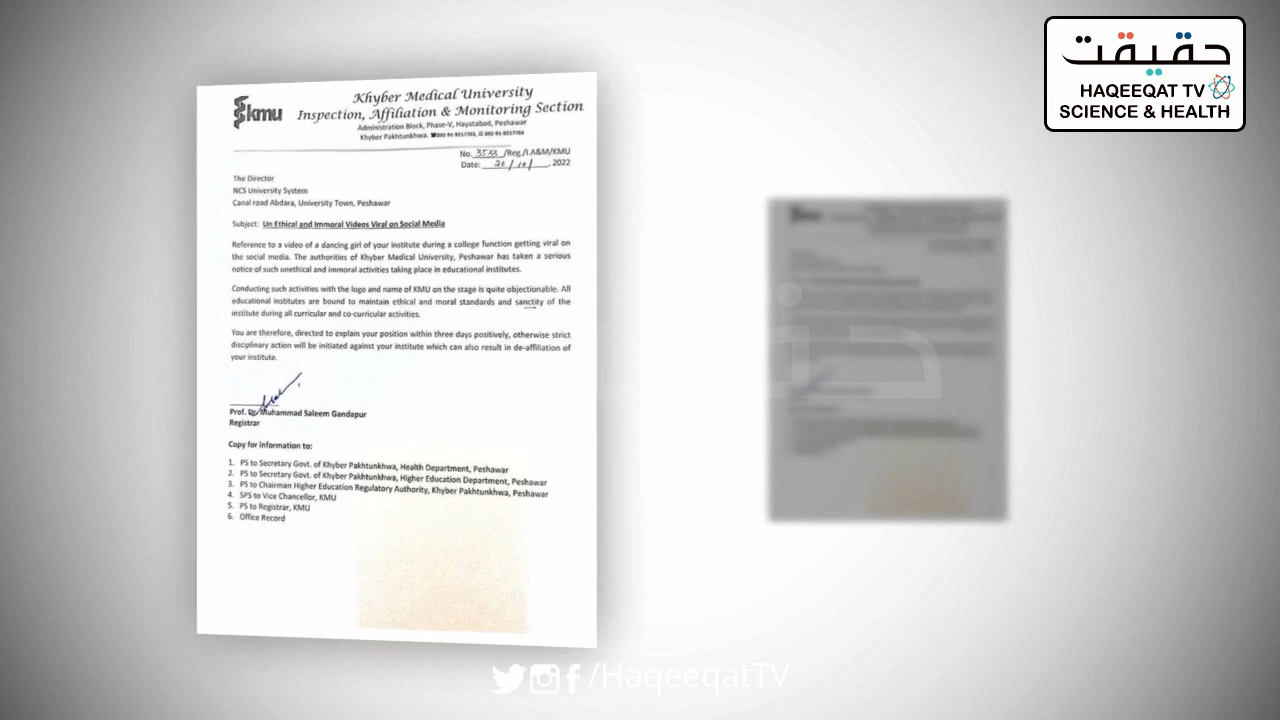 حقیقت
HAQEEQAT TV
SCIENCE & HEALTH
kmu
Khyber Medical University
Inspection, Affiliation & Monitoring Section
Administration Block, Phase-V, Hayatabad, Peshawar
Khyber Pakhtunkhwa. ☎092-91-9217703, 092-91-9217704
No. 3533 /Reg./I.A&M/KMU
Date: , 2022
The Director
NCS University System
Canal road Abdara, University Town, Peshawar
Subject: Un Ethical and Immoral Videos Viral on Social Media
Reference to a video of a dancing girl of your institute during a college function getting viral on
the social media. The authorities of Khyber Medical University, Peshawar has taken a serious
notice of such unethical and immoral activities taking place in educational institutes.
Conducting such activities with the logo and name of KMU on the stage is quite objectionable. All
educational institutes are bound to maintain ethical and moral standards and sanctity of the
institute during all curricular and co-curricular activities.
You are therefore, directed to explain your position within three days positively, otherwise strict
disciplinary action will be initiated against your institute which can also result in de-affiliation of
your institute.
Prof. Dr. Muhammad Saleem Gandapur
Registrar
Copy for information to:
1. PS to Secretary Govt. of Khyber Pakhtunkhwa, Health Department, Peshawar
2. PS to Secretary Govt. of Khyber Pakhtunkhwa, Higher Education Department, Peshawar
3. PS to Chairman Higher Education Regulatory Authority, Khyber Pakhtunkhwa, Peshawar
4. SPS to Vice Chancellor, KMU
5. PS to Registrar, KMU
6. Office Record
/HaqeeqatTV